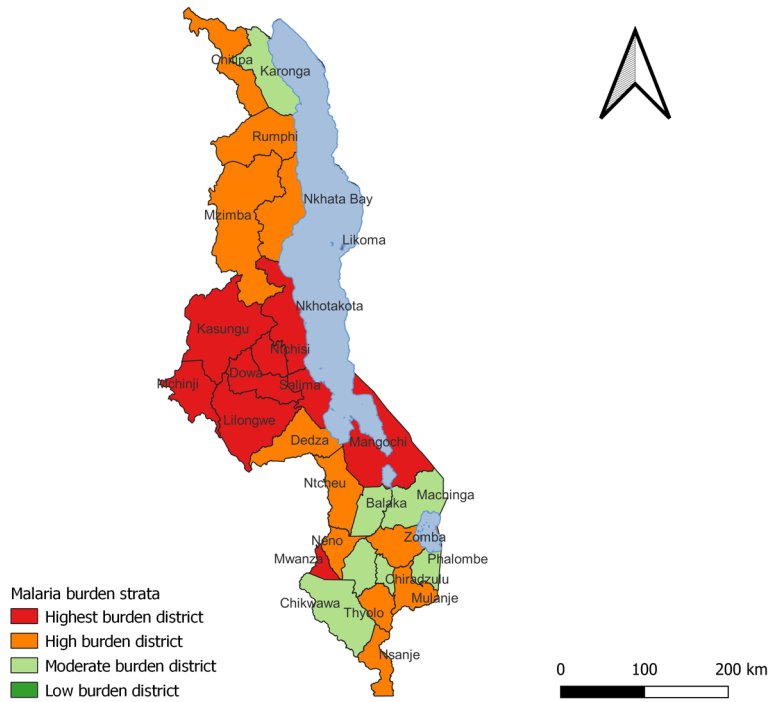 Chitipa
Karonga
Rumphi
Nkhata Bay
Mzimba
Likoma
Nkhotakota
Kasungu
Ntchisi
Dowa
Mchinji
Salima
Lilongwe
Dedza
Mangochi
Ntcheu
Machinga
Balaka
Neno
Zomba
Mwanza
Phalombe
Chiradzulu
Chikwawa
Mulanje
Thyolo
Nsanje
Malaria burden strata
Highest burden district
High burden district
Moderate burden district
Low burden district
0 100 200 km